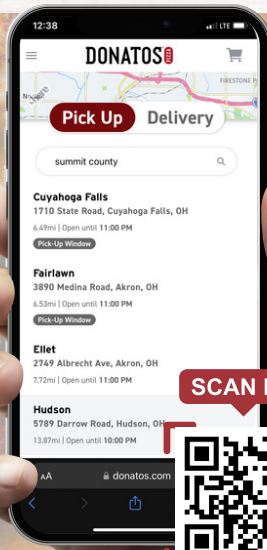 12:38
LTE
DONATOS
FIRESTONE P
Pick Up Delivery
summit county
Cuyahoga Falls
1710 State Road, Cuyahoga Falls, OH
6.49mi | Open until 11:00 PM
Pick-Up Window
Fairlawn
3890 Medina Road, Akron, OH
6.53mi | Open until 11:00 PM
Pick-Up Window
Ellet
2749 Albrecht Ave, Akron, OH
7.72mi | Open until 11:00 PM
SCAN
Hudson
5789 Darrow Road, Hudson, OH
13.87mi | Open until 10:00 PM
AA donatos.com